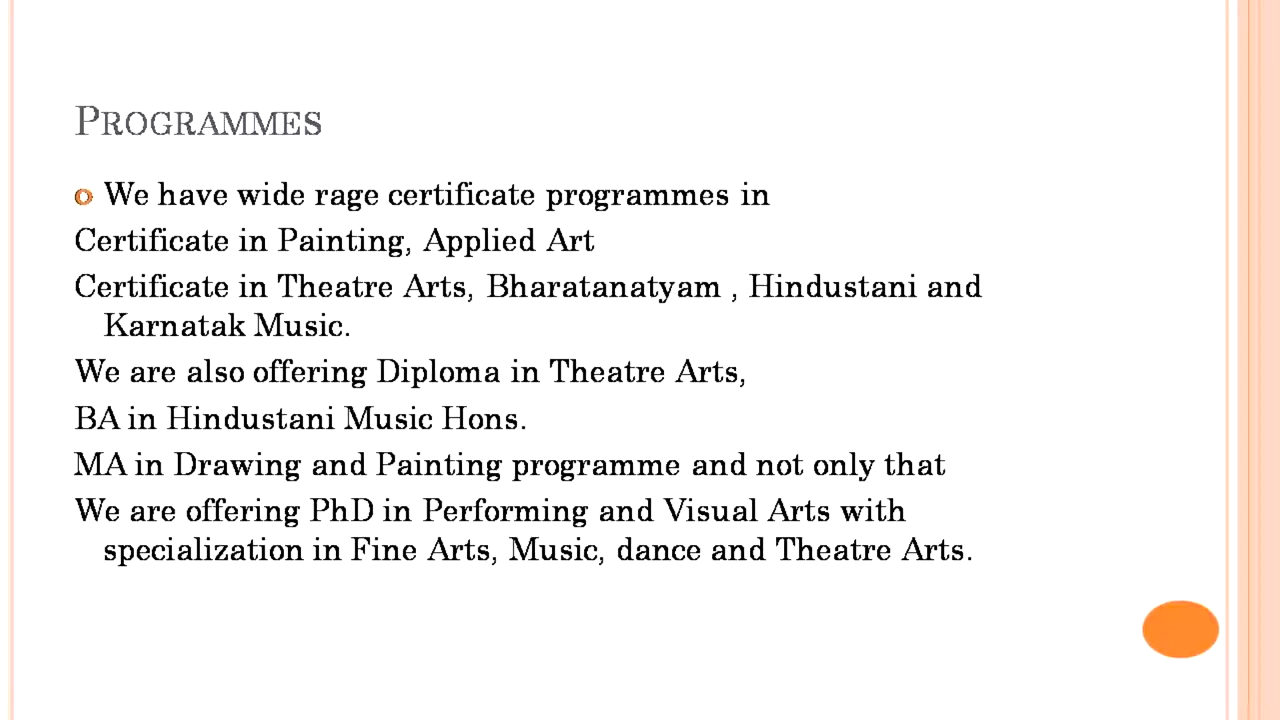 PROGRAMMES
We have wide rage certificate programmes in
Certificate in Painting, Applied Art
Certificate in Theatre Arts, Bharatanatyam , Hindustani and
Karnatak Music.
We are also offering Diploma in Theatre Arts,
BA in Hindustani Music Hons.
MA in Drawing and Painting programme and not only that
We are offering PhD in Performing and Visual Arts with
specialization in Fine Arts, Music, dance and Theatre Arts.